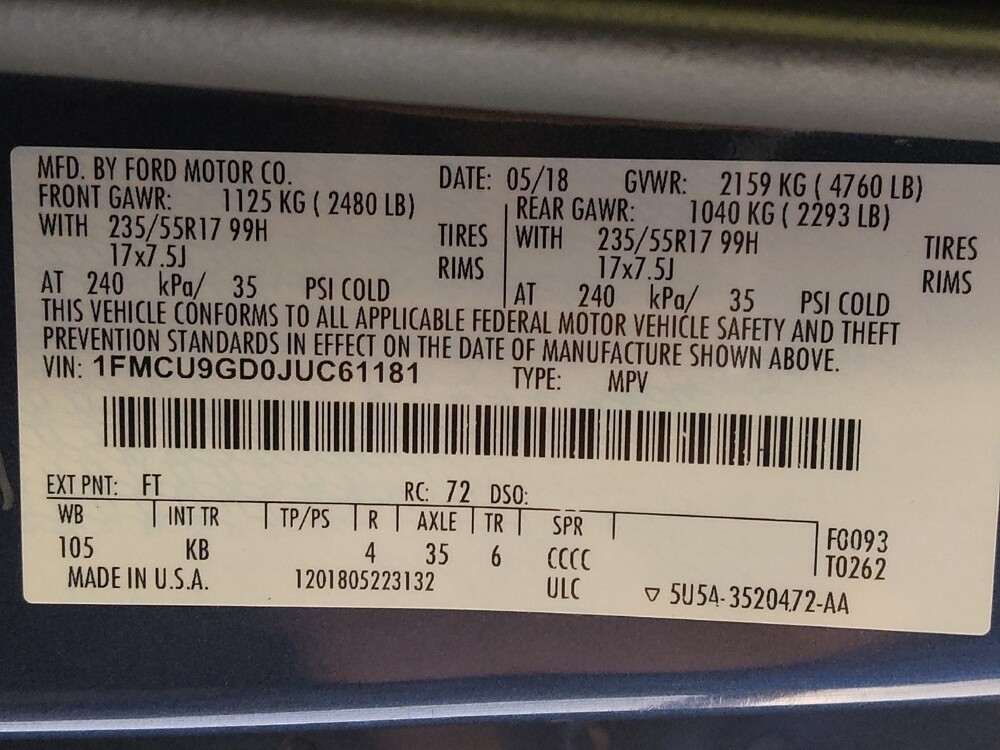 MFD. BY FORD MOTOR CO. DATE: 05/18 GVWR: 2159 KG ( 4760 LB)
FRONT GAWR: 1125 KG ( 2480 LB) REAR GAWR: 1040 KG ( 2293 LB)
WITH 235/55R17 99H TIRES WITH 235/55R17 99H TIRES
17x7.5J RIMS 17x7.5J RIMS
AT 240 kPa/ 35 PSI COLD AT 240 kPa/ 35 PSI COLD
THIS VEHICLE CONFORMS TO ALL APPLICABLE FEDERAL MOTOR VEHICLE SAFETY AND THEFT
PREVENTION STANDARDS IN EFFECT ON THE DATE OF MANUFACTURE SHOWN ABOVE.
VIN: 1FMCU9GD0JUC61181 TYPE: MPV
EXT PNT: FT RC: 72 DSO:
WB INT TR TP/PS R AXLE TR SPR F0093
105 KB 4 35 6 CCCC T0262
MADE IN U.S.A. 1201805223132 ULC ▽ 5U5A-3520472-AA